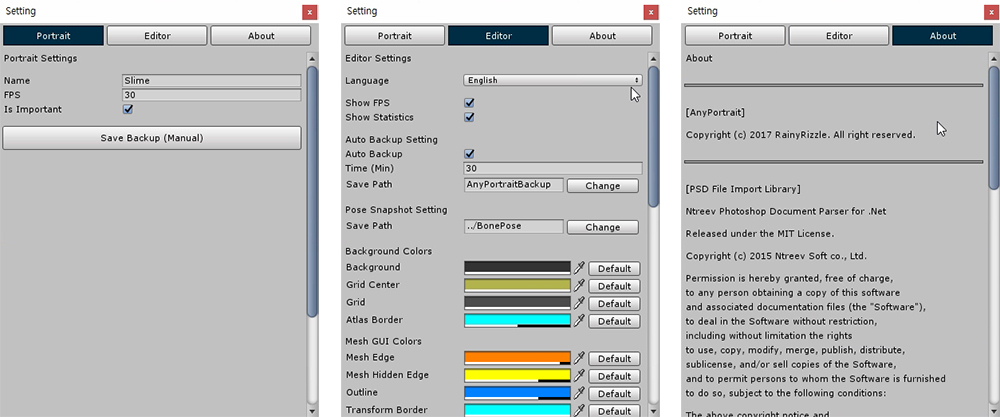 Setting
x
Portrait
Editor
About
Portrait Settings
Name
Slime
FPS
30
Is Important
Save Backup (Manual)
Setting
x
Portrait
Editor
About
Editor Settings
Language
English
Show FPS
Show Statistics
Auto Backup Setting
Auto Backup
Time (Min)
30
Save Path
AnyPortraitBackup
Change
Pose Snapshot Setting
Save Path
../BonePose
Change
Background Colors
Background
Default
Grid Center
Default
Grid
Default
Atlas Border
Default
Mesh GUI Colors
Mesh Edge
Default
Mesh Hidden Edge
Default
Outline
Default
Transform Border
Default
Setting
x
Portrait
Editor
About
About
[AnyPortrait]
Copyright (c) 2017 RainyRizzle. All right reserved.
[PSD File Import Library]
Ntreev Photoshop Document Parser for .Net
Released under the MIT License.
Copyright (c) 2015 Ntreev Soft co., Ltd.
Permission is hereby granted, free of charge,
to any person obtaining a copy of this software
and associated documentation files (the "Software"),
to deal in the Software without restriction,
including without limitation the rights
to use, copy, modify, merge, publish, distribute,
sublicense, and/or sell copies of the Software,
and to permit persons to whom the Software is furnished
to do so, subject to the following conditions:
The above copyright notice and